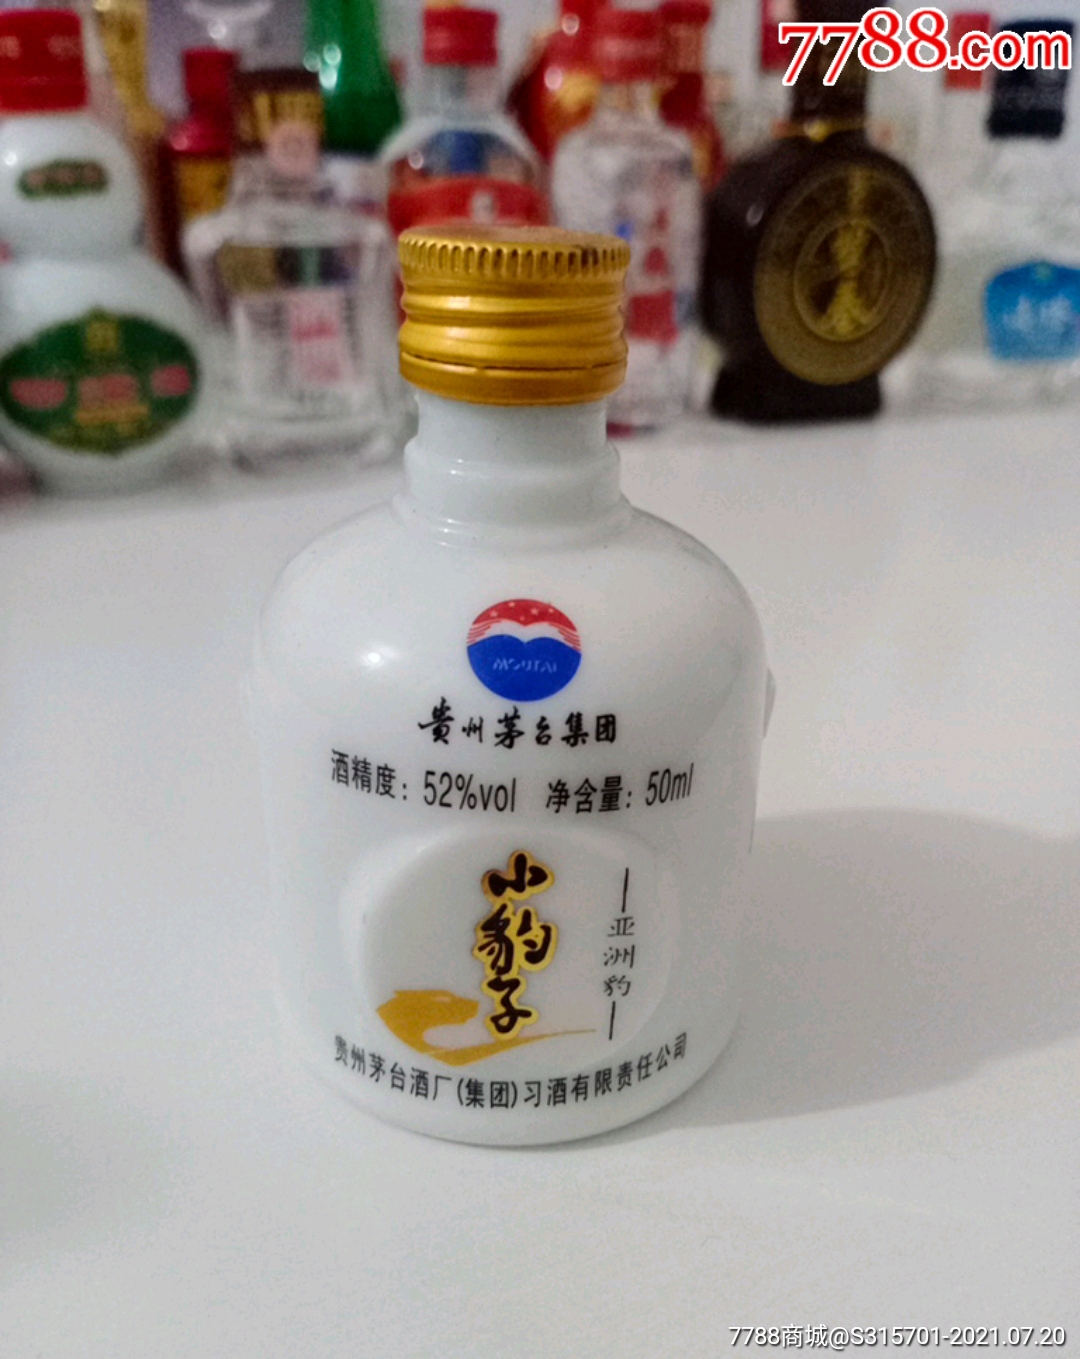 7788.com
MOUTAI
貴州茅台集团
酒精度：52%vol 净含量：50ml
小豹子
亚洲豹
贵州茅台酒厂(集团)习酒有限责任公司
7788商城@S315701-2021.07.20